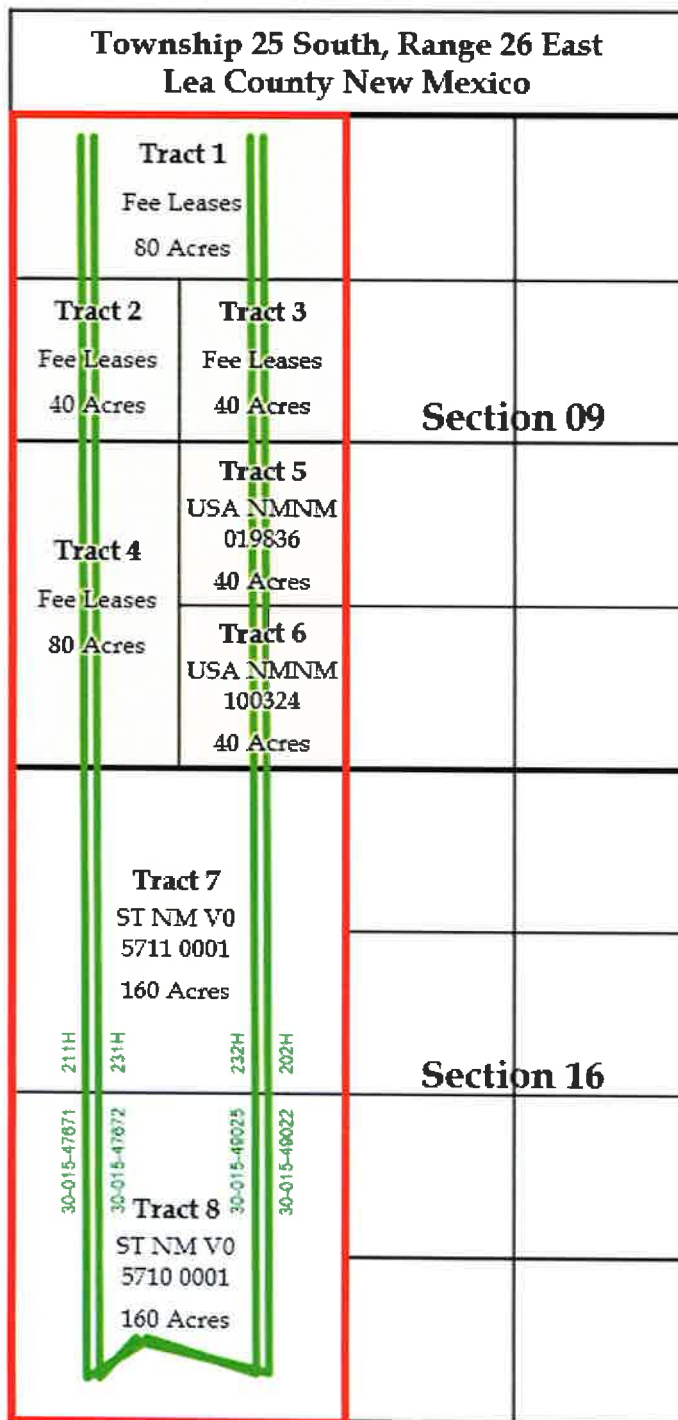 Township 25 South, Range 26 East
Lea County New Mexico
Tract 1
Fee Leases
80 Acres
Tract 2
Fee Leases
40 Acres
Tract 3
Fee Leases
40 Acres
Section 09
Tract 4
Fee Leases
80 Acres
Tract 5
USA NMNM
019836
40 Acres
Tract 6
USA NMNM
100324
40 Acres
Tract 7
ST NM V0
5711 0001
160 Acres
211H
231H
232H
202H
Section 16
30-015-47671
30-015-47672
30-015-49025
30-015-49022
Tract 8
ST NM V0
5710 0001
160 Acres